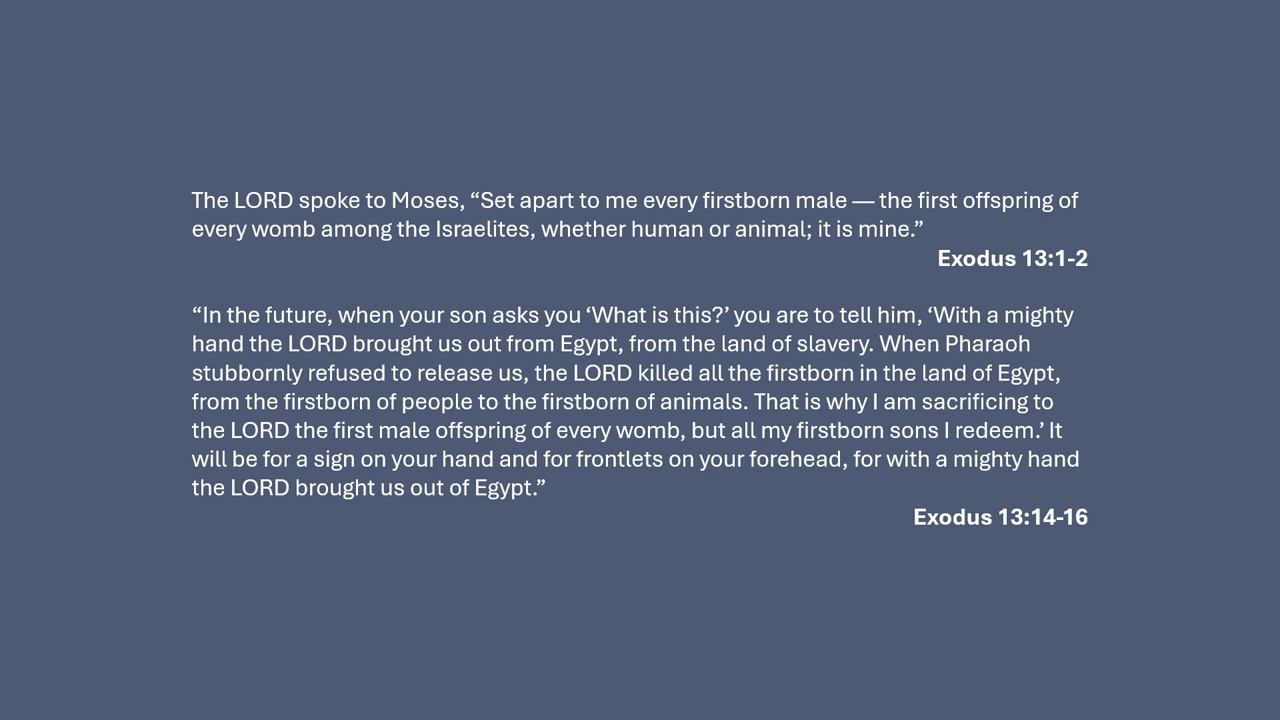 The LORD spoke to Moses, “Set apart to me every firstborn male — the first offspring of
every womb among the Israelites, whether human or animal; it is mine.”
Exodus 13:1-2
“In the future, when your son asks you ‘What is this?’ you are to tell him, ‘With a mighty
hand the LORD brought us out from Egypt, from the land of slavery. When Pharaoh
stubbornly refused to release us, the LORD killed all the firstborn in the land of Egypt,
from the firstborn of people to the firstborn of animals. That is why I am sacrificing to
the LORD the first male offspring of every womb, but all my firstborn sons I redeem.’ It
will be for a sign on your hand and for frontlets on your forehead, for with a mighty hand
the LORD brought us out of Egypt.”
Exodus 13:14-16